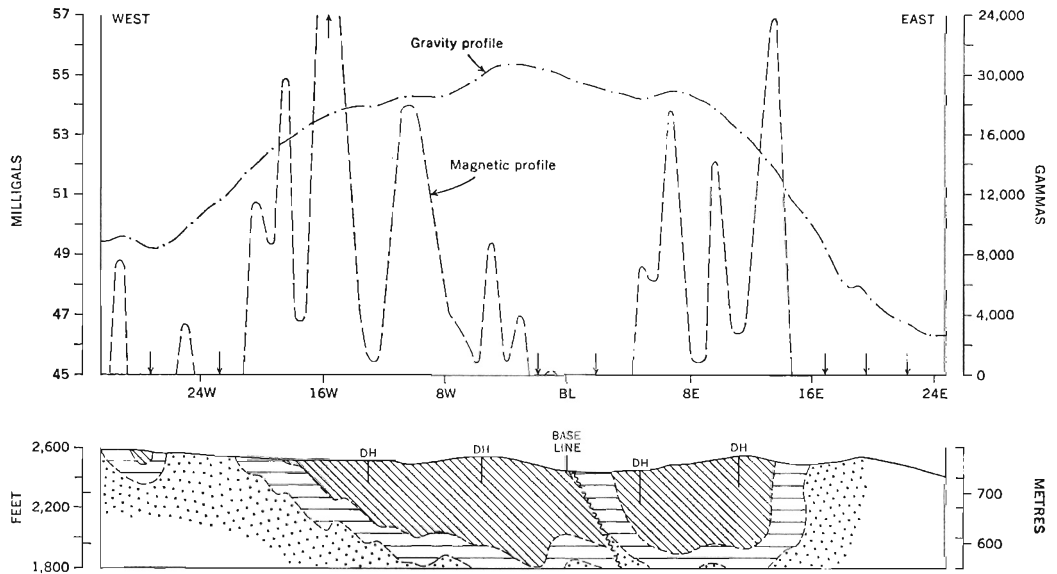 WEST
EAST
Gravity profile
Magnetic profile
MILLIGALS
57
55
53
51
49
47
45
24,000
30,000
16,000
12,000
8,000
4,000
0
GAMMAS
24W
16W
8W
BL
8E
16E
24E
FEET
2,600
2,200
1,800
DH
DH
BASE
LINE
DH
DH
700
600
METRES